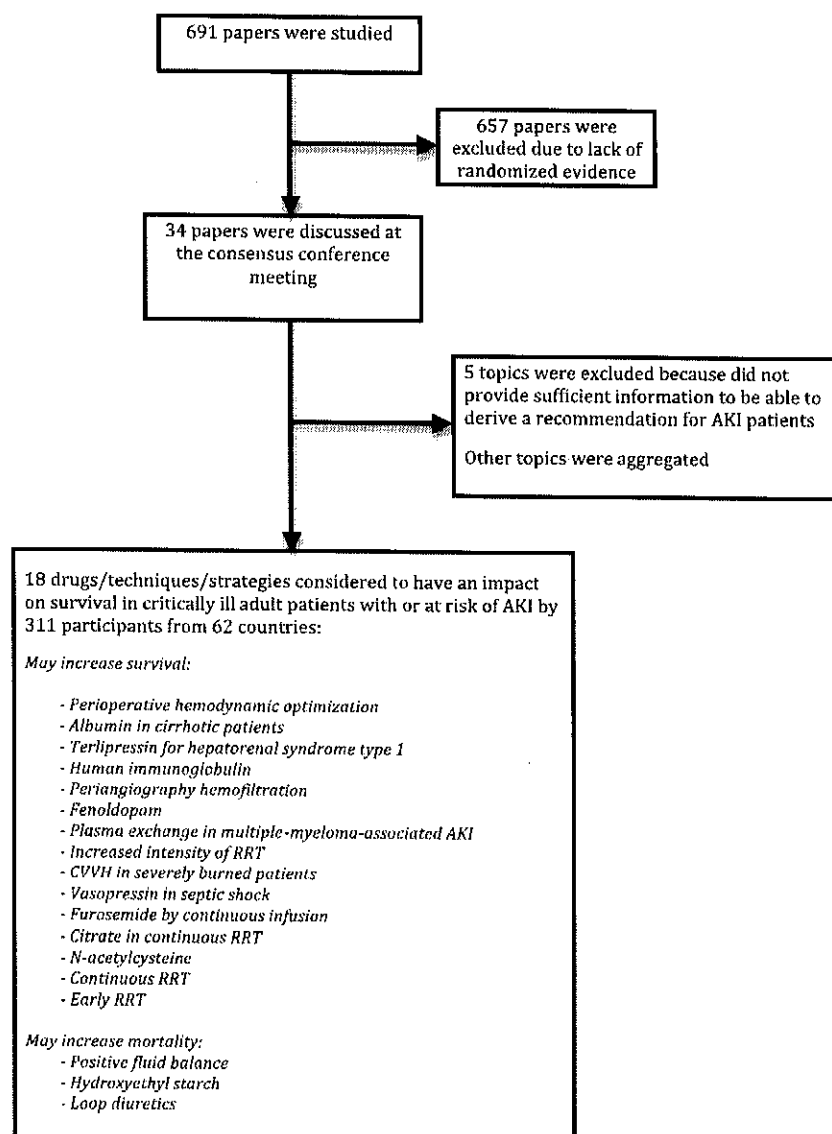 691 papers were studied
657 papers were
excluded due to lack of
randomized evidence
34 papers were discussed at
the consensus conference
meeting
5 topics were excluded because did not
provide sufficient information to be able to
derive a recommendation for AKI patients
Other topics were aggregated
18 drugs/techniques/strategies considered to have an impact
on survival in critically ill adult patients with or at risk of AKI by
311 participants from 62 countries:
May increase survival:
- Perioperative hemodynamic optimization
- Albumin in cirrhotic patients
- Terlipressin for hepatorenal syndrome type 1
- Human immunoglobulin
- Periangiography hemofiltration
- Fenoldopam
- Plasma exchange in multiple-myeloma-associated AKI
- Increased intensity of RRT
- CVVH in severely burned patients
- Vasopressin in septic shock
- Furosemide by continuous infusion
- Citrate in continuous RRT
- N-acetylcysteine
- Continuous RRT
- Early RRT
May increase mortality:
- Positive fluid balance
- Hydroxyethyl starch
- Loop diuretics